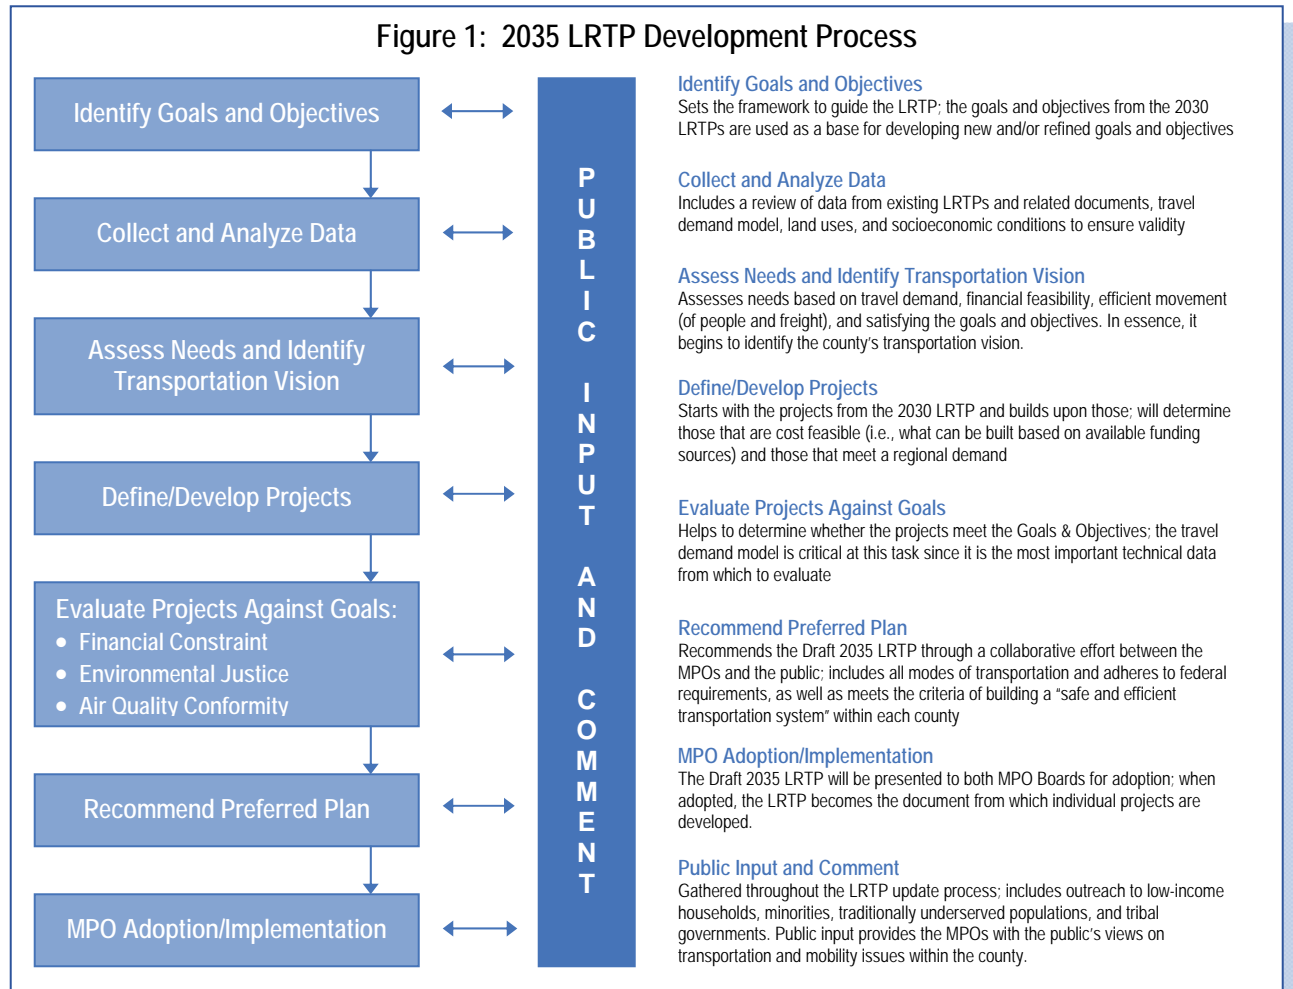 Figure 1: 2035 LRTP Development Process
Identify Goals and Objectives
Collect and Analyze Data
Assess Needs and Identify
Transportation Vision
Define/Develop Projects
Evaluate Projects Against Goals:
• Financial Constraint
• Environmental Justice
• Air Quality Conformity
Recommend Preferred Plan
MPO Adoption/Implementation
PUBLIC INPUT AND COMMENT
Identify Goals and Objectives
Sets the framework to guide the LRTP; the goals and objectives from the 2030
LRTPs are used as a base for developing new and/or refined goals and objectives
Collect and Analyze Data
Includes a review of data from existing LRTPs and related documents, travel
demand model, land uses, and socioeconomic conditions to ensure validity
Assess Needs and Identify Transportation Vision
Assesses needs based on travel demand, financial feasibility, efficient movement
(of people and freight), and satisfying the goals and objectives. In essence, it
begins to identify the county's transportation vision.
Define/Develop Projects
Starts with the projects from the 2030 LRTP and builds upon those; will determine
those that are cost feasible (i.e., what can be built based on available funding
sources) and those that meet a regional demand
Evaluate Projects Against Goals
Helps to determine whether the projects meet the Goals & Objectives; the travel
demand model is critical at this task since it is the most important technical data
from which to evaluate
Recommend Preferred Plan
Recommends the Draft 2035 LRTP through a collaborative effort between the
MPOs and the public; includes all modes of transportation and adheres to federal
requirements, as well as meets the criteria of building a "safe and efficient
transportation system" within each county
MPO Adoption/Implementation
The Draft 2035 LRTP will be presented to both MPO Boards for adoption; when
adopted, the LRTP becomes the document from which individual projects are
developed.
Public Input and Comment
Gathered throughout the LRTP update process; includes outreach to low-income
households, minorities, traditionally underserved populations, and tribal
governments. Public input provides the MPOs with the public's views on
transportation and mobility issues within the county.